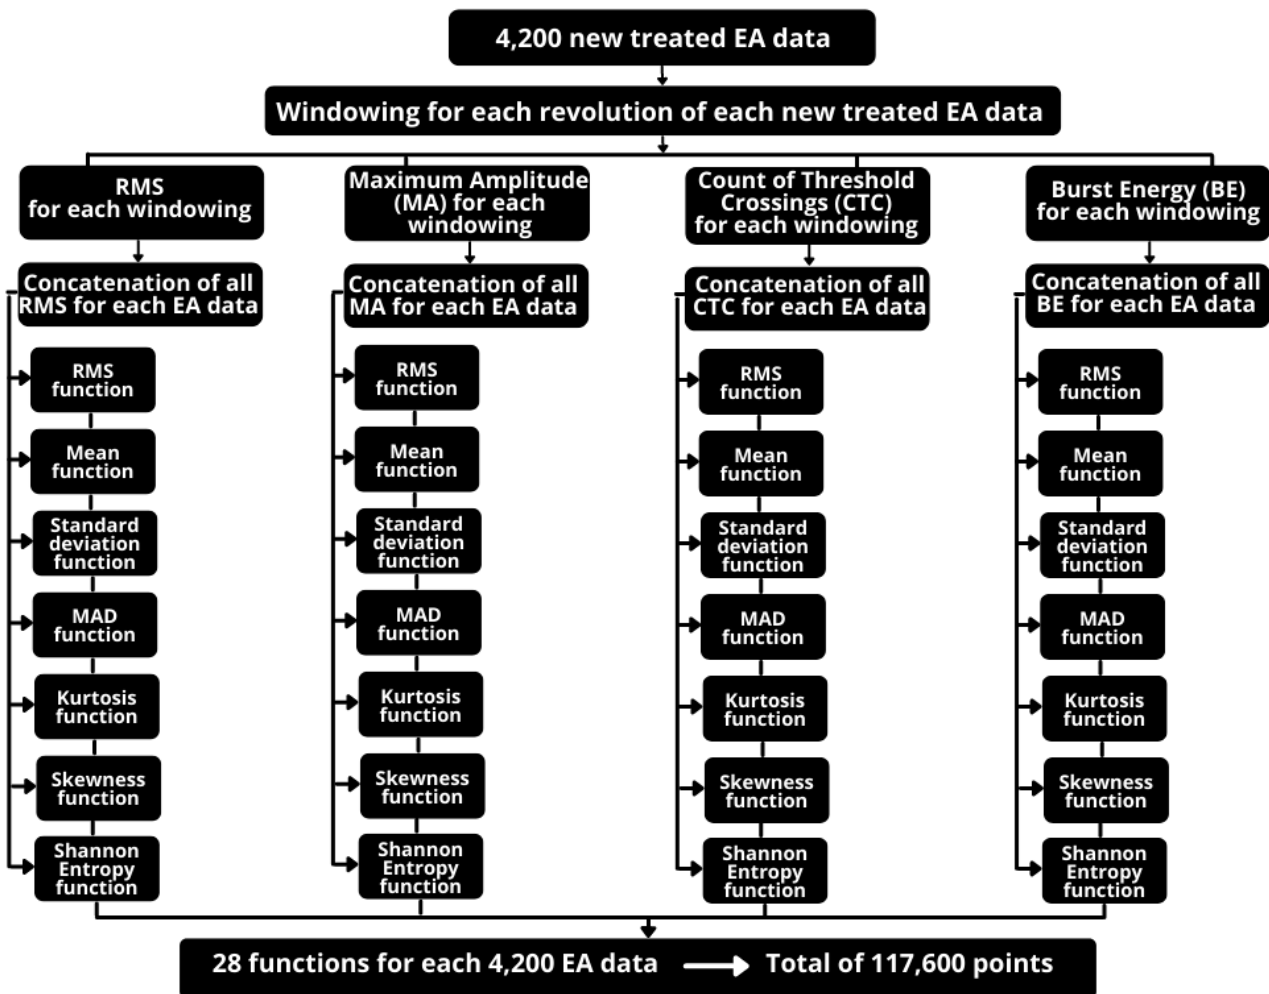 4,200 new treated EA data
Windowing for each revolution of each new treated EA data
RMS
for each windowing
Maximum Amplitude
(MA) for each
windowing
Count of Threshold
Crossings (CTC)
for each windowing
Burst Energy (BE)
for each windowing
Concatenation of all
RMS for each EA data
Concatenation of all
MA for each EA data
Concatenation of all
CTC for each EA data
Concatenation of all
BE for each EA data
RMS
function
RMS
function
RMS
function
RMS
function
Mean
function
Mean
function
Mean
function
Mean
function
Standard
deviation
function
Standard
deviation
function
Standard
deviation
function
Standard
deviation
function
MAD
function
MAD
function
MAD
function
MAD
function
Kurtosis
function
Kurtosis
function
Kurtosis
function
Kurtosis
function
Skewness
function
Skewness
function
Skewness
function
Skewness
function
Shannon
Entropy
function
Shannon
Entropy
function
Shannon
Entropy
function
Shannon
Entropy
function
28 functions for each 4,200 EA data
Total of 117,600 points